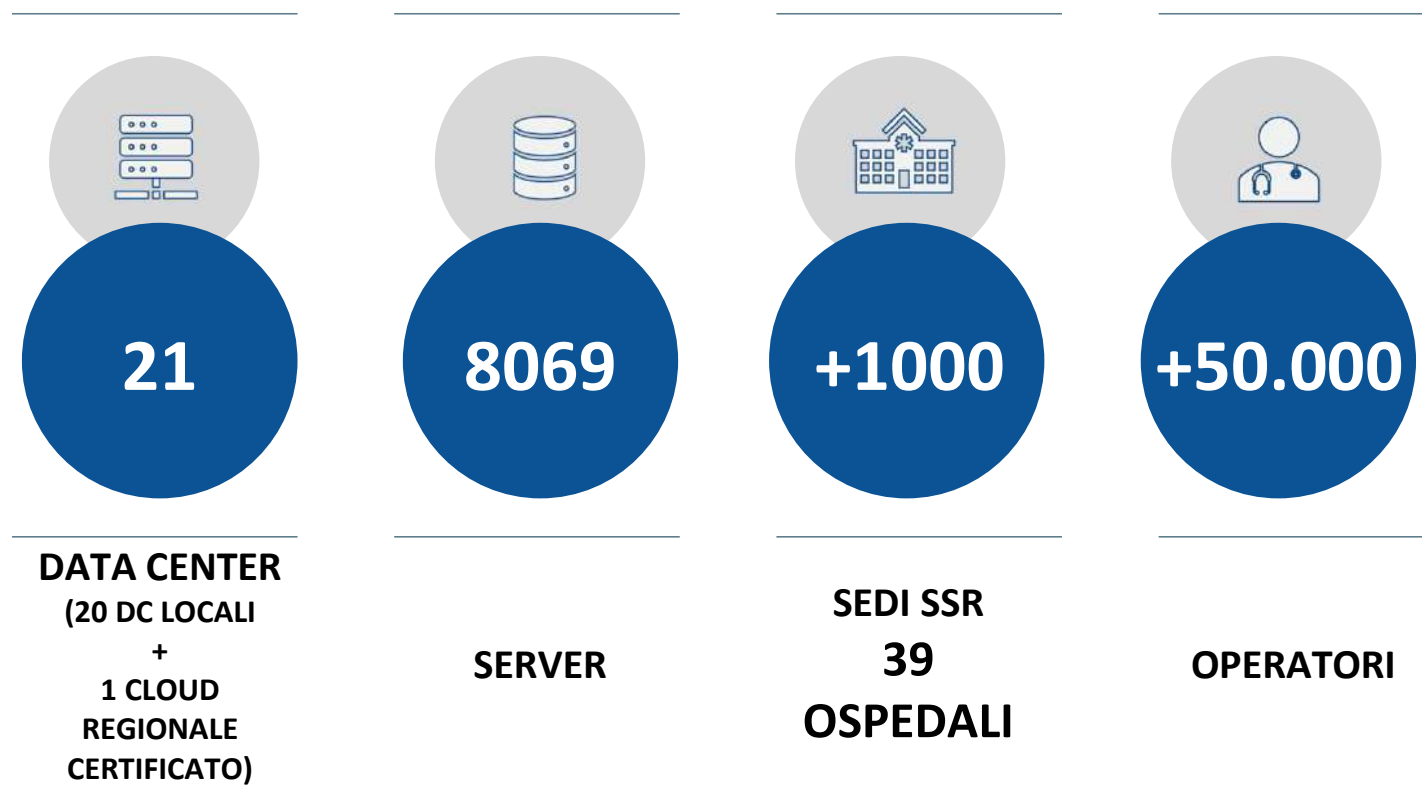 21
DATA CENTER
(20 DC LOCALI
+
1 CLOUD
REGIONALE
CERTIFICATO)
8069
SERVER
+1000
SEDI SSR
39
OSPEDALI
+50.000
OPERATORI